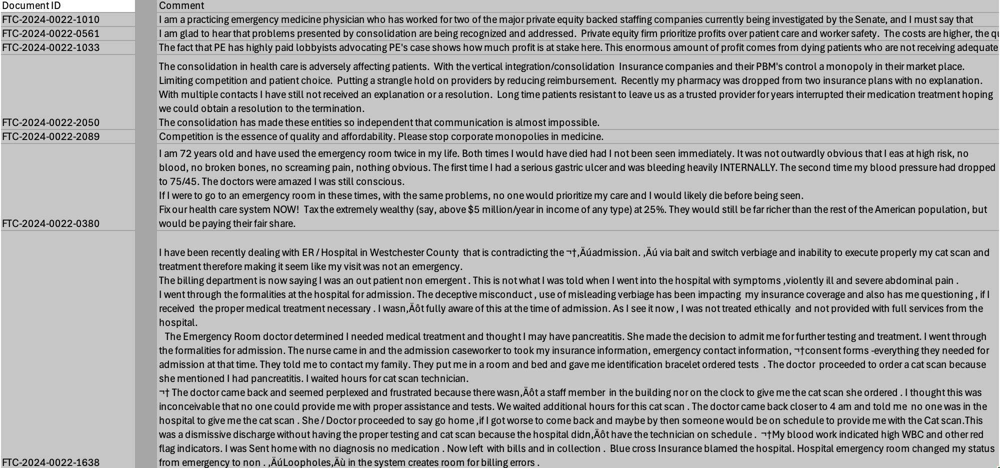 Document ID Comment
FTC-2024-0022-1010 I am a practicing emergency medicine physician who has worked for two of the major private equity backed staffing companies currently being investigated by the Senate, and I must say that
FTC-2024-0022-0561 I am glad to hear that problems presented by consolidation are being recognized and addressed.  Private equity firm prioritize profits over patient care and worker safety.  The costs are higher, the qu
FTC-2024-0022-1033 The fact that PE has highly paid lobbyists advocating PE's case shows how much profit is at stake here. This enormous amount of profit comes from dying patients who are not receiving adequate
The consolidation in health care is adversely affecting patients.  With the vertical integration/consolidation  Insurance companies and their PBM's control a monopoly in their market place.
Limiting competition and patient choice.  Putting a strangle hold on providers by reducing reimbursement.  Recently my pharmacy was dropped from two insurance plans with no explanation.
With multiple contacts I have still not received an explanation or a resolution.  Long time patients resistant to leave us as a trusted provider for years interrupted their medication treatment hoping
we could obtain a resolution to the termination.
FTC-2024-0022-2050 The consolidation has made these entities so independent that communication is almost impossible.
FTC-2024-0022-2089 Competition is the essence of quality and affordability. Please stop corporate monopolies in medicine.
I am 72 years old and have used the emergency room twice in my life. Both times I would have died had I not been seen immediately. It was not outwardly obvious that I eas at high risk, no
blood, no broken bones, no screaming pain, nothing obvious. The first time I had a serious gastric ulcer and was bleeding heavily INTERNALLY. The second time my blood pressure had dropped
to 75/45. The doctors were amazed I was still conscious.
If I were to go to an emergency room in these times, with the same problems, no one would prioritize my care and I would likely die before being seen.
Fix our health care system NOW!  Tax the extremely wealthy (say, above $5 million/year in income of any type) at 25%. They would still be far richer than the rest of the American population, but
FTC-2024-0022-0380 would be paying their fair share.
I have been recently dealing with ER / Hospital in Westchester County  that is contradicting the ¬†‚Äúadmission. ‚Äú via bait and switch verbiage and inability to execute properly my cat scan and
treatment therefore making it seem like my visit was not an emergency.
The billing department is now saying I was an out patient non emergent . This is not what I was told when I went into the hospital with symptoms ,violently ill and severe abdominal pain .
I went through the formalities at the hospital for admission. The deceptive misconduct , use of misleading verbiage has been impacting  my insurance coverage and also has me questioning , if I
received  the proper medical treatment necessary . I wasn‚Äôt fully aware of this at the time of admission. As I see it now , I was not treated ethically  and not provided with full services from the
hospital.
The Emergency Room doctor determined I needed medical treatment and thought I may have pancreatitis. She made the decision to admit me for further testing and treatment. I went through
the formalities for admission. The nurse came in and the admission caseworker to took my insurance information, emergency contact information, ¬†consent forms -everything they needed for
admission at that time. They told me to contact my family. They put me in a room and bed and gave me identification bracelet ordered tests  . The doctor  proceeded to order a cat scan because
she mentioned I had pancreatitis. I waited hours for cat scan technician.
¬† The doctor came back and seemed perplexed and frustrated because there wasn‚Äôt a staff member  in the building nor on the clock to give me the cat scan she ordered . I thought this was
inconceivable that no one could provide me with proper assistance and tests. We waited additional hours for this cat scan . The doctor came back closer to 4 am and told me  no one was in the
hospital to give me the cat scan . She / Doctor proceeded to say go home ,if I got worse to come back and maybe by then someone would be on schedule to provide me with the Cat scan.This
was a dismissive discharge without having the proper testing and cat scan because the hospital didn‚Äôt have the technician on schedule .  ¬†My blood work indicated high WBC and other red
flag indicators. I was Sent home with no diagnosis no medication . Now left  with bills and in collection .  Blue cross Insurance blamed the hospital. Hospital emergency room changed my status
FTC-2024-0022-1638 from emergency to non . ‚ÄúLoopholes‚Äù in the system creates room for billing errors .